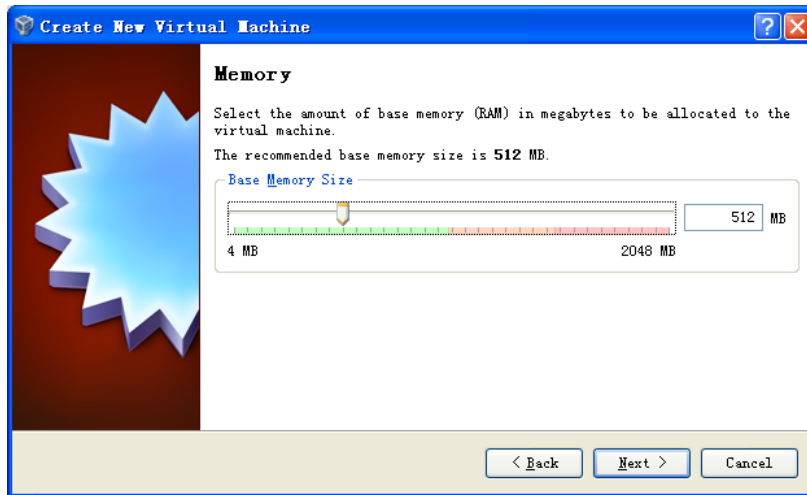 Create New Virtual Machine
Memory
Select the amount of base memory (RAM) in megabytes to be allocated to the
virtual machine.
The recommended base memory size is 512 MB.
Base Memory Size
512 MB
4 MB 2048 MB
< Back Next > Cancel